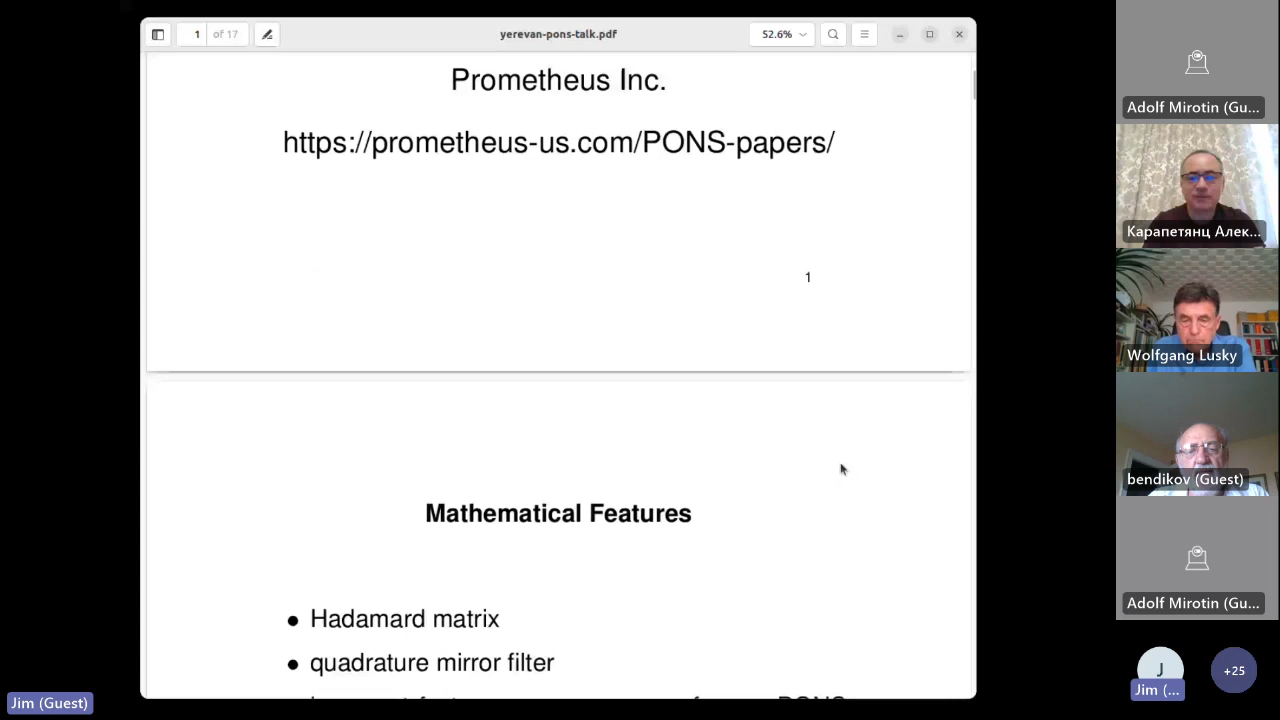 1
of 17
yerevan-pons-talk.pdf
52.6%
Prometheus Inc.
https://prometheus-us.com/PONS-papers/
1
Mathematical Features
● Hadamard matrix
● quadrature mirror filter
PONS
Adolf Mirotin (Gu...
Карапетянц Алек...
Wolfgang Lusky
bendikov (Guest)
Adolf Mirotin (Gu...
J
Jim (...
+25
Jim (Guest)